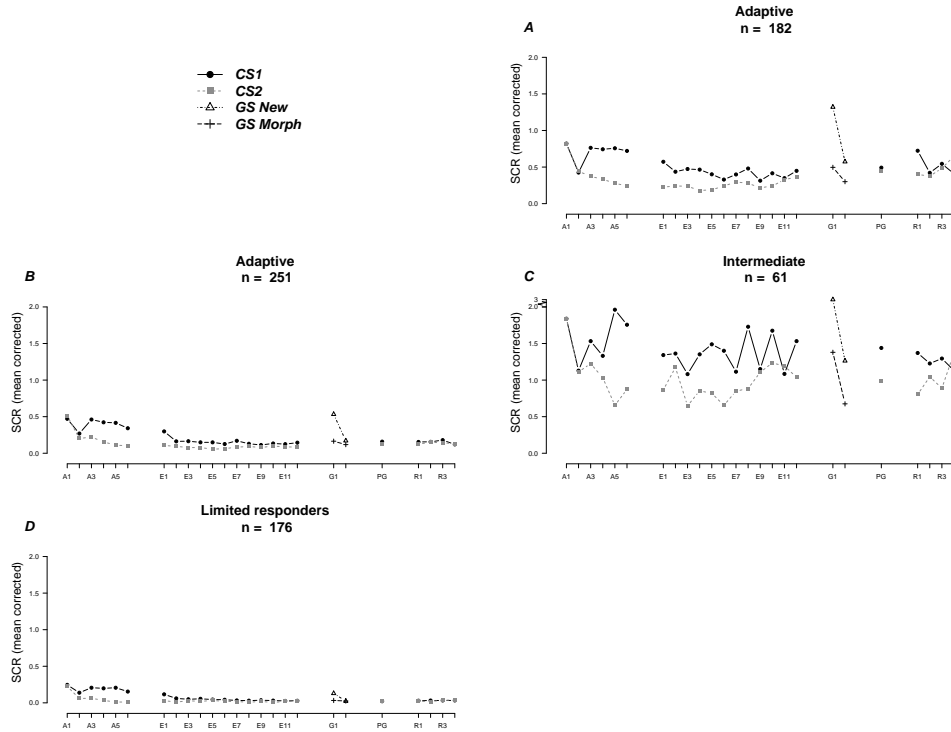 Adaptive
A
n = 182
CS1
CS2
GS New
GS Morph
SCR (mean corrected)
2.0
1.5
1.0
0.5
0.0
A1 A3 A5 E1 E3 E5 E7 E9 E11 G1 PG R1 R3
B
Adaptive
n = 251
SCR (mean corrected)
2.0
1.5
1.0
0.5
0.0
A1 A3 A5 E1 E3 E5 E7 E9 E11 G1 PG R1 R3
C
Intermediate
n = 61
SCR (mean corrected)
3
2.0
1.5
1.0
0.5
0.0
A1 A3 A5 E1 E3 E5 E7 E9 E11 G1 PG R1 R3
D
Limited responders
n = 176
SCR (mean corrected)
2.0
1.5
1.0
0.5
0.0
A1 A3 A5 E1 E3 E5 E7 E9 E11 G1 PG R1 R3